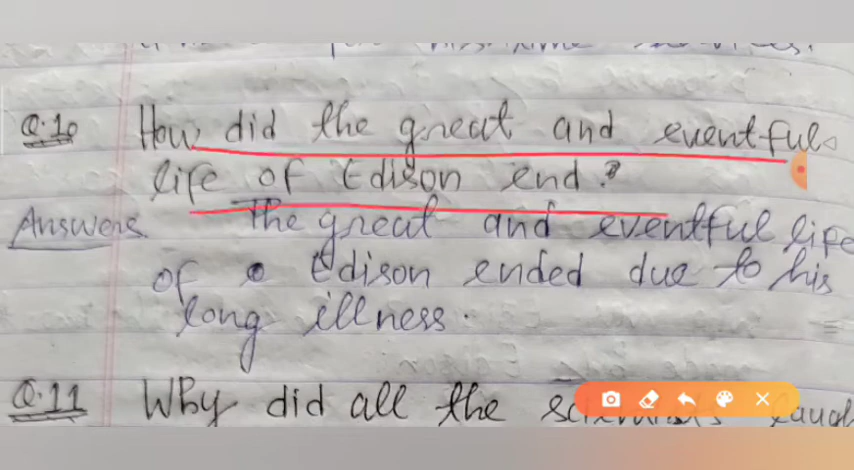 Q.10 How did the great and eventful
life of Edison end?
Answers. The great and eventful life
of Edison ended due to his
long illness.
Q.11 Why did all the